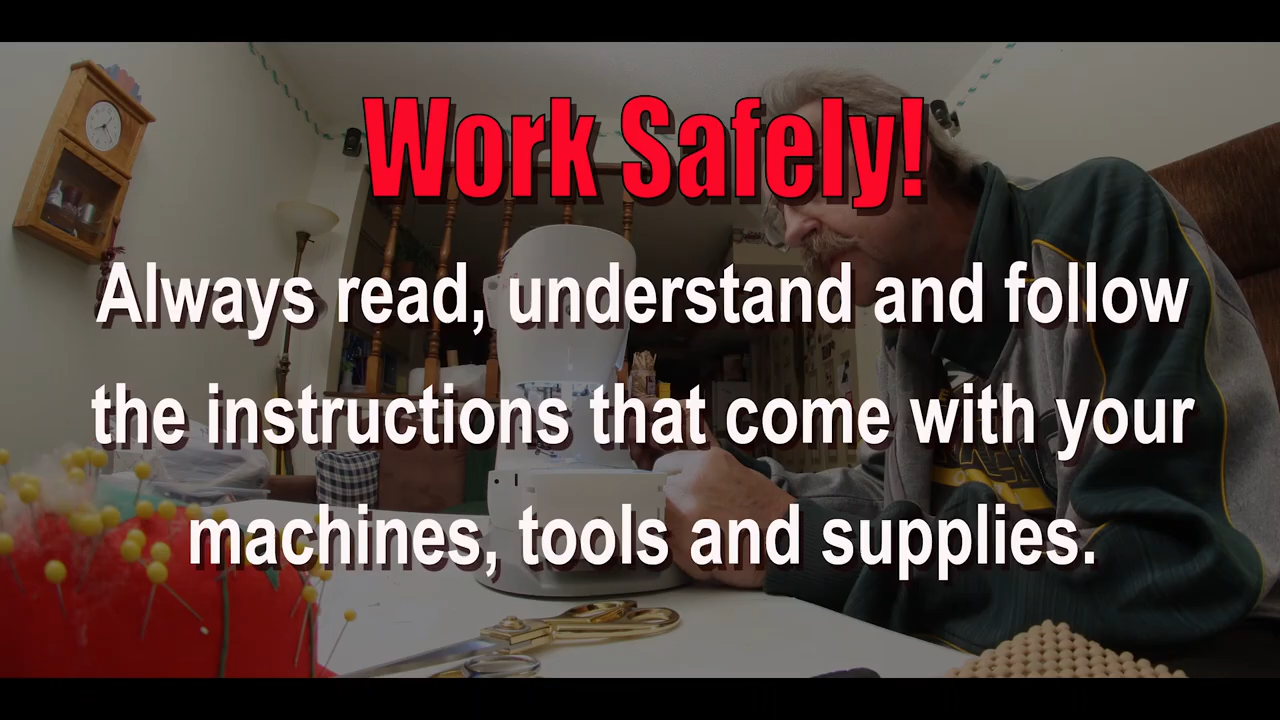 Work Safely!
Always read, understand and follow
the instructions that come with your
machines, tools and supplies.